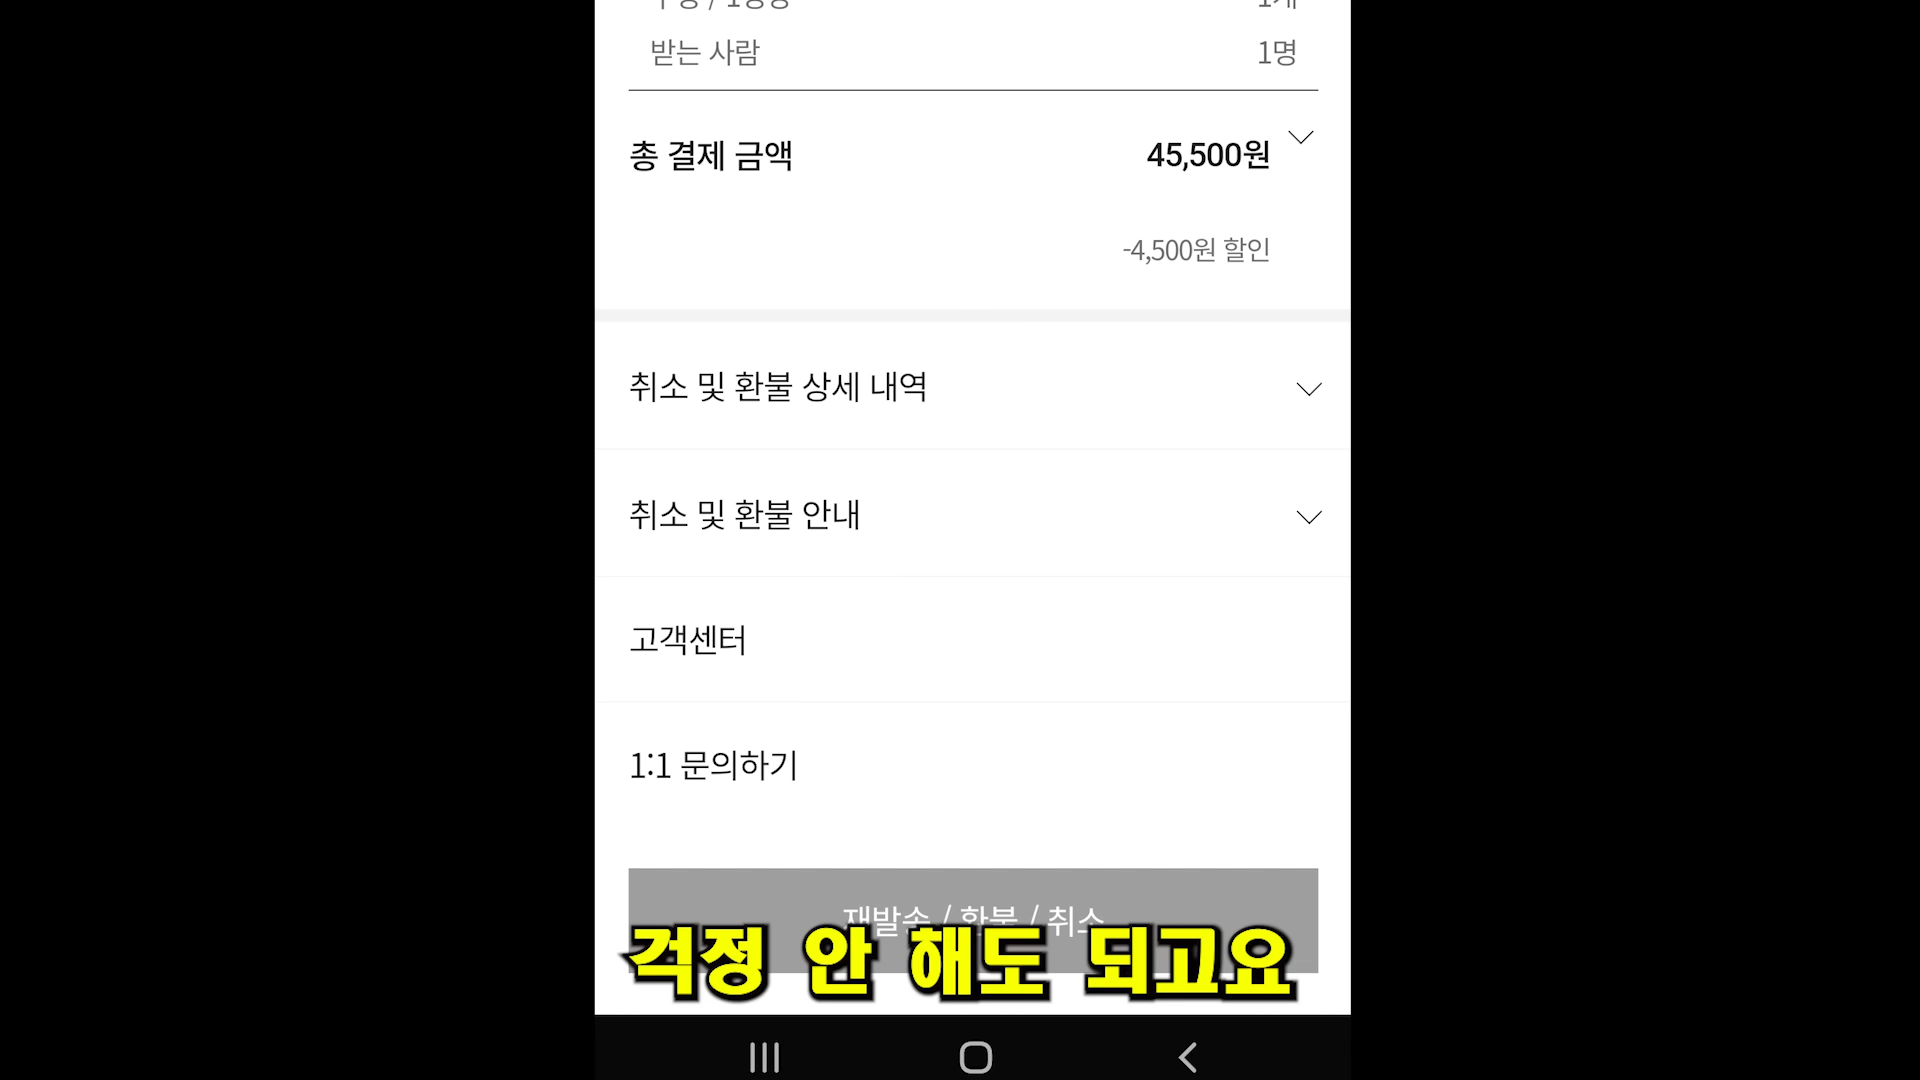 받는 사람 1명
총 결제 금액 45,500원
-4,500원 할인
취소 및 환불 상세 내역
취소 및 환불 안내
고객센터
1:1 문의하기
재발송 / 환불 / 취소
걱정 안 해도 되고요